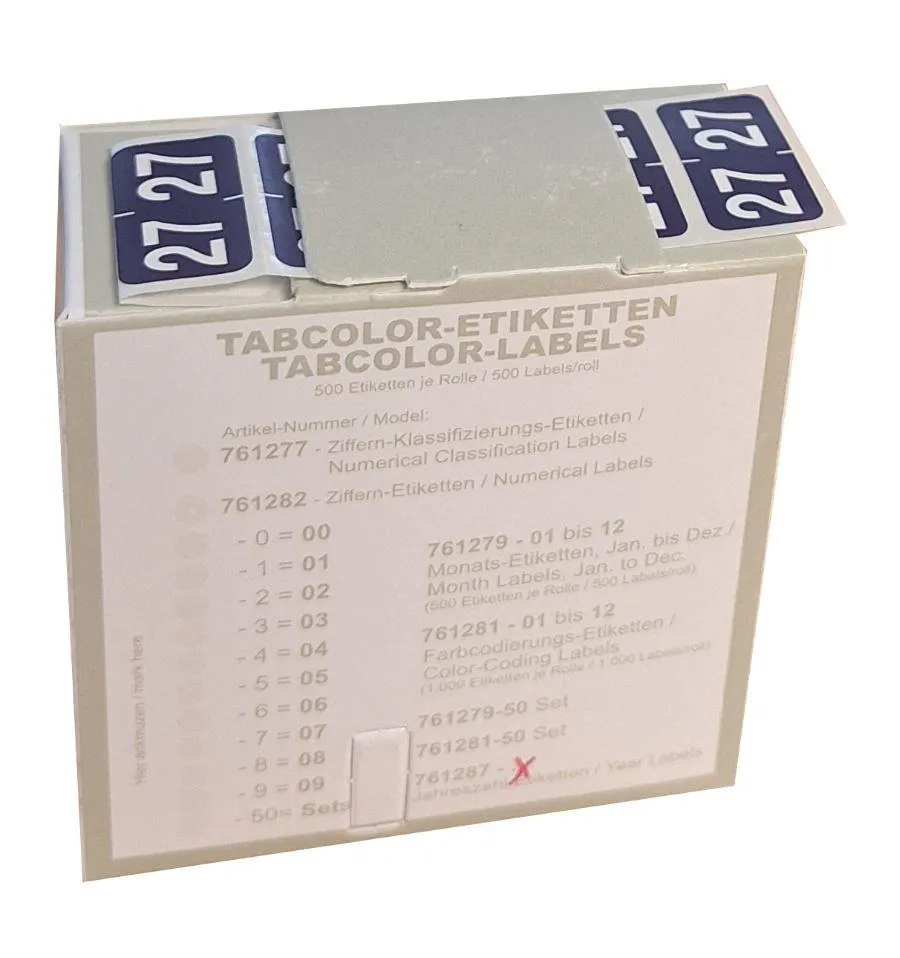 27 27
27 27
TABCOLOR-ETIKETTEN
TABCOLOR-LABELS
500 Etiketten je Rolle / 500 Labels/roll
Artikel-Nummer / Model:
761277 - Ziffern-Klassifizierungs-Etiketten /
Numerical Classification Labels
761282 - Ziffern-Etiketten / Numerical Labels
- 0 = 00
- 1 = 01
- 2 = 02
- 3 = 03
- 4 = 04
- 5 = 05
- 6 = 06
- 7 = 07
- 8 = 08
- 9 = 09
- 50= Sets
761279 - 01 bis 12
Monats-Etiketten, Jan. bis Dez./
Month Labels, Jan. to Dec.
(500 Etiketten je Rolle / 500 Labels/roll)
761281 - 01 bis 12
Farbcodierungs-Etiketten /
Color-Coding Labels
(1.000 Etiketten je Rolle / 1.000 Labels/roll)
761279-50 Set
761281-50 Set
761287 - X
Jahreszahl-Etiketten / Year Labels
Hier ankreuzen / mark here